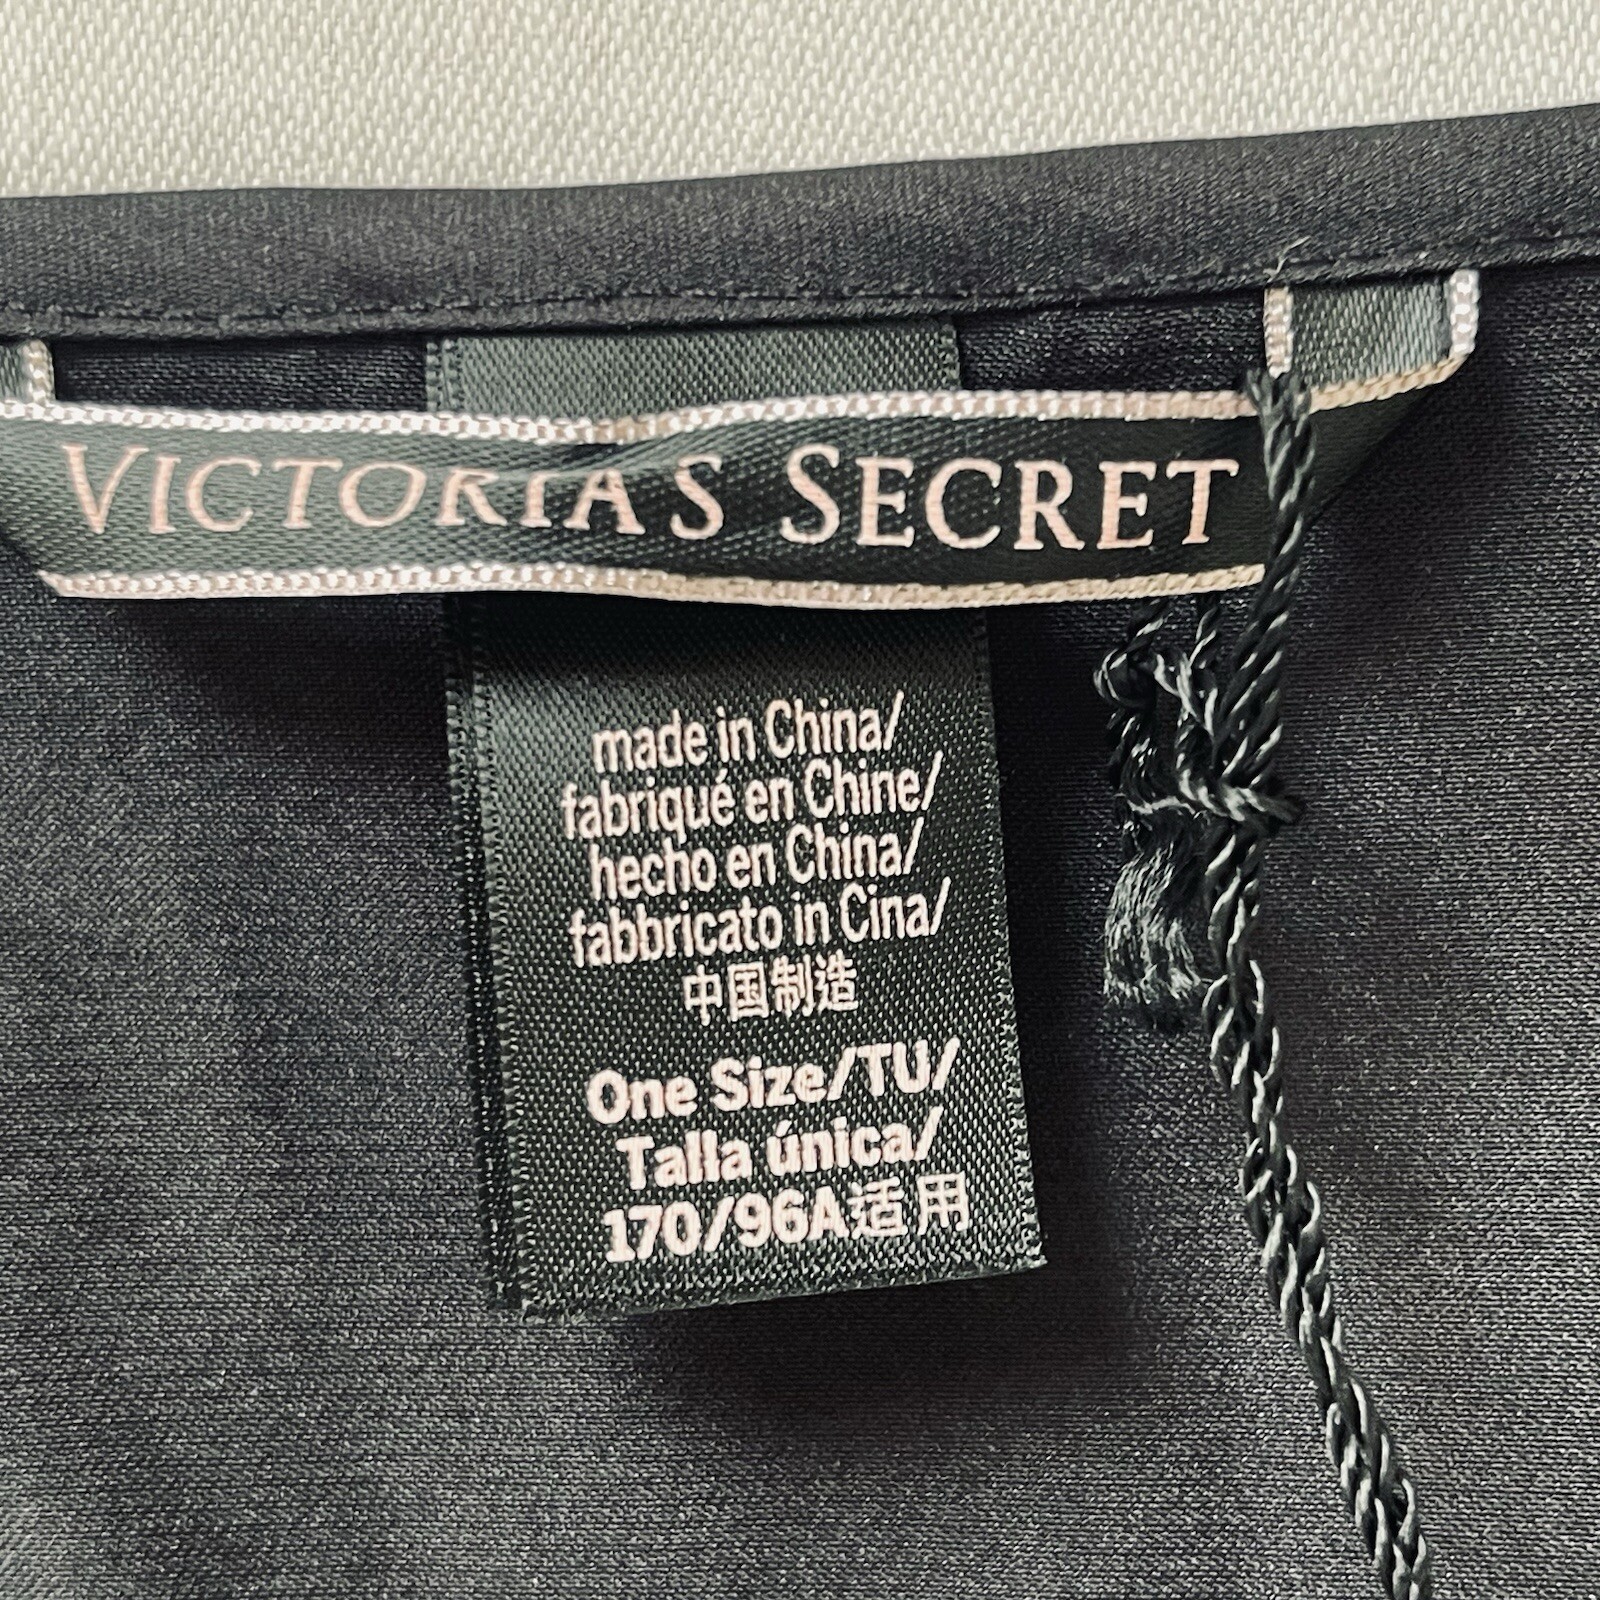 VICTORIA'S SECRET
made in China/
fabriqué en Chine/
hecho en China/
fabbricato in Cina/
中国制造
One Size/TU/
Talla única/
170/96A适用